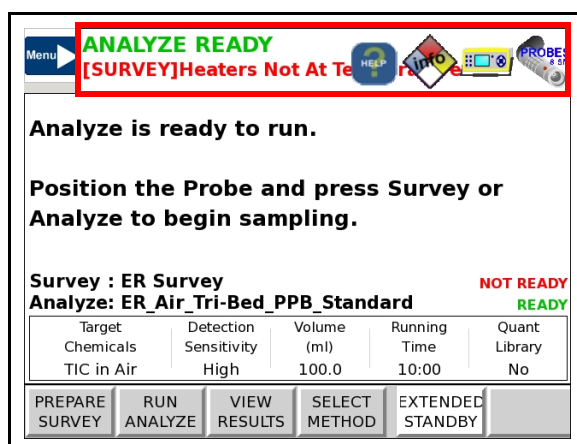 Menu
ANALYZE READY
[SURVEY]Heaters Not At Te
HELP
info
PROBES
Analyze is ready to run.
Position the Probe and press Survey or
Analyze to begin sampling.
Survey : ER Survey NOT READY
Analyze: ER_Air_Tri-Bed_PPB_Standard READY
Target Detection Volume Running Quant
Chemicals Sensitivity (ml) Time Library
TIC in Air High 100.0 10:00 No
PREPARE RUN VIEW SELECT EXTENDED
SURVEY ANALYZE RESULTS METHOD STANDBY